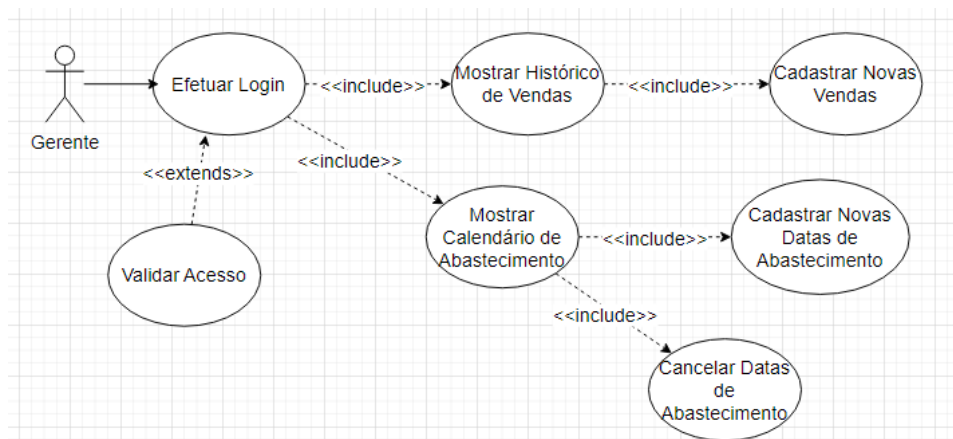 Efetuar Login
<<include>>
Mostrar Histórico
de Vendas
<<include>>
Cadastrar Novas
Vendas
Gerente
<<extends>>
<<include>>
Validar Acesso
Mostrar
Calendário de
Abastecimento
<<include>>
Cadastrar Novas
Datas de
Abastecimento
<<include>>
Cancelar Datas
de
Abastecimento